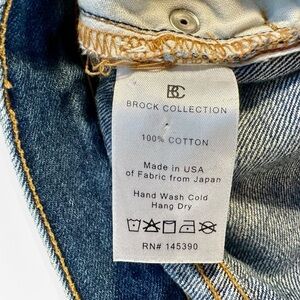 BC
BROCK COLLECTION
100% COTTON
Made in USA
of Fabric from Japan
Hand Wash Cold
Hang Dry
RN# 145390